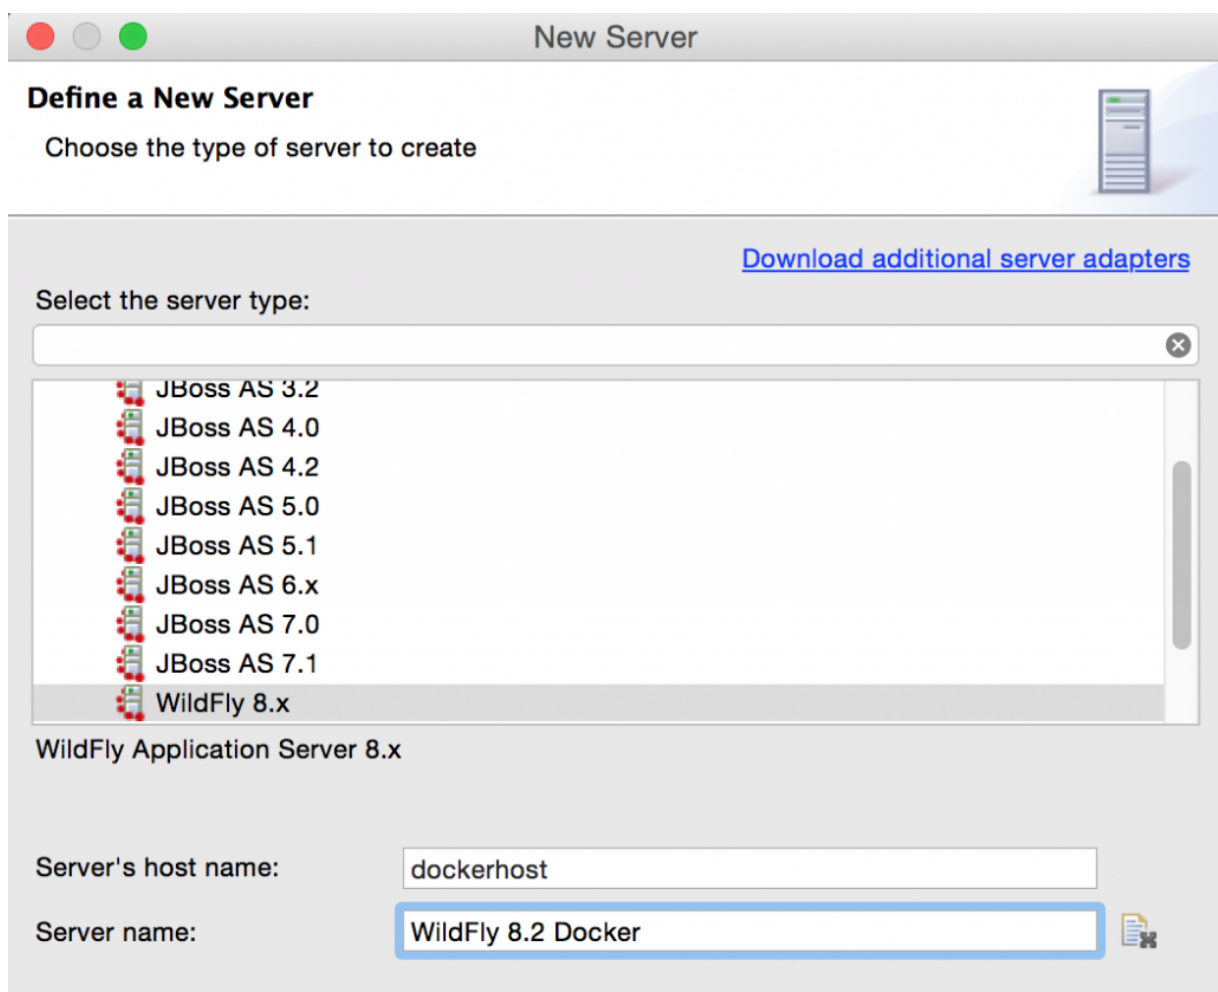 New Server
Define a New Server
Choose the type of server to create
Download additional server adapters
Select the server type:
JBoss AS 3.2
JBoss AS 4.0
JBoss AS 4.2
JBoss AS 5.0
JBoss AS 5.1
JBoss AS 6.x
JBoss AS 7.0
JBoss AS 7.1
WildFly 8.x
WildFly Application Server 8.x
Server's host name: dockerhost
Server name: WildFly 8.2 Docker